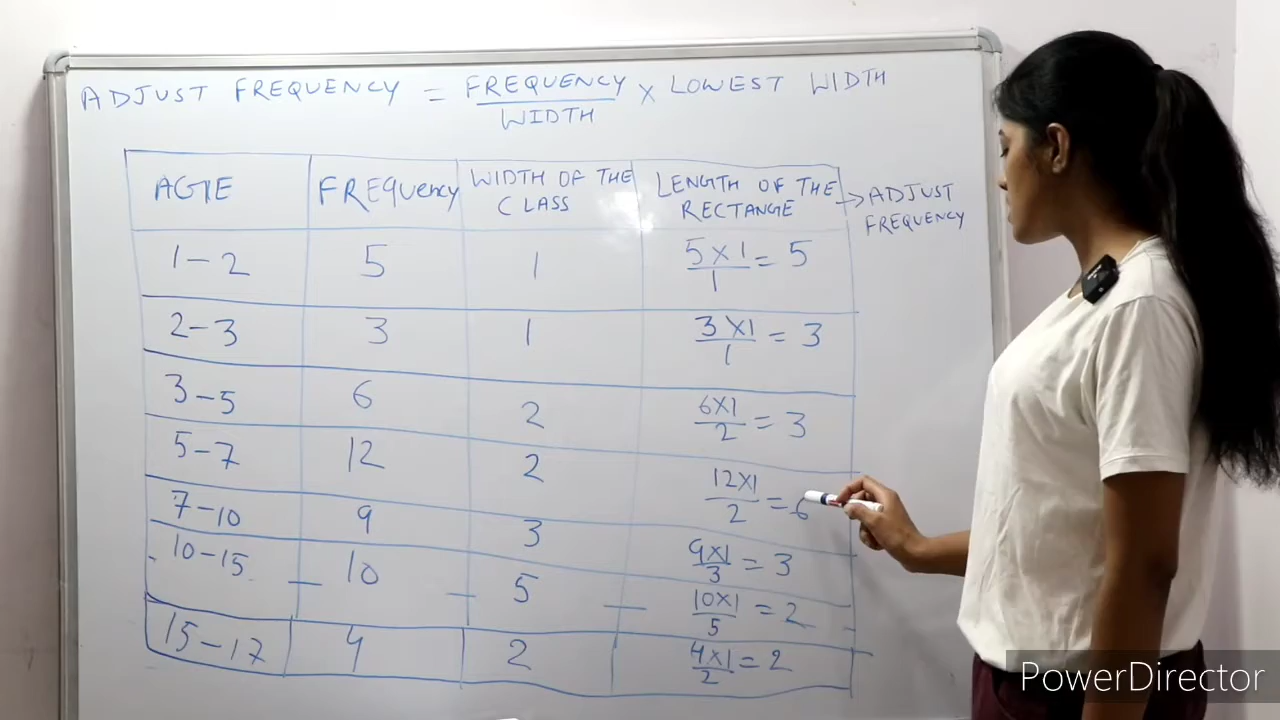 ADJUST FREQUENCY = FREQUENCY / WIDTH × LOWEST WIDTH
AGE FREQUENCY WIDTH OF THE CLASS LENGTH OF THE RECTANGE → ADJUST FREQUENCY
1-2 5 1 5×1/1 = 5
2-3 3 1 3×1/1 = 3
3-5 6 2 6×1/2 = 3
5-7 12 2 12×1/2 = 6
7-10 9 3 9×1/3 = 3
10-15 10 5 10×1/5 = 2
15-17 4 2 4×1/2 = 2
PowerDirector